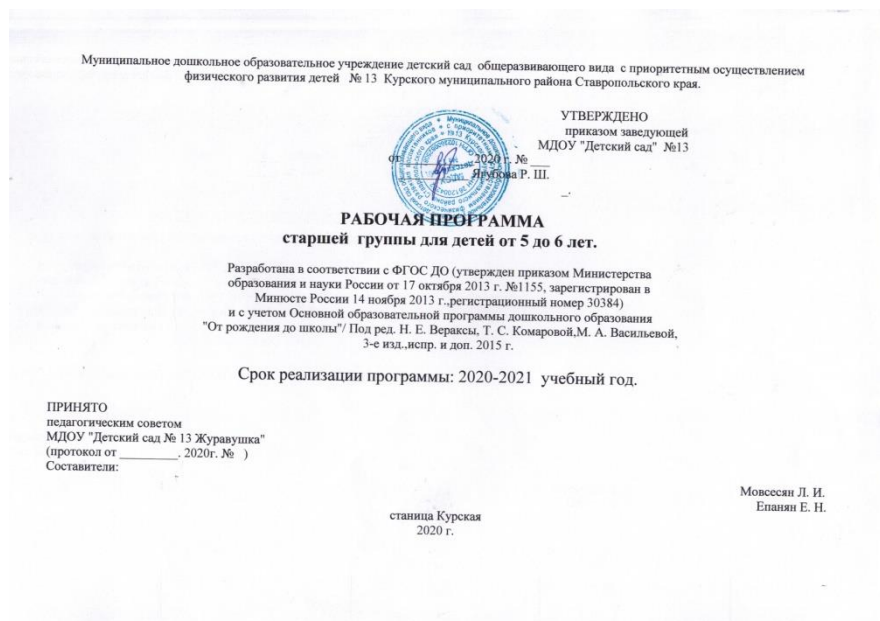 Муниципальное дошкольное образовательное учреждение детский сад общеразвивающего вида с приоритетным осуществлением
физического развития детей № 13 Курского муниципального района Ставропольского края.
УТВЕРЖДЕНО
приказом заведующей
МДОУ "Детский сад" №13
от 2020 г. № ___
Ягубова Р. Ш.
РАБОЧАЯ ПРОГРАММА
старшей группы для детей от 5 до 6 лет.
Разработана в соответствии с ФГОС ДО (утвержден приказом Министерства
образования и науки России от 17 октября 2013 г. №1155, зарегистрирован в
Минюсте России 14 ноября 2013 г.,регистрационный номер 30384)
и с учетом Основной образовательной программы дошкольного образования
"От рождения до школы"/ Под ред. Н. Е. Вераксы, Т. С. Комаровой,М. А. Васильевой,
3-е изд.,испр. и доп. 2015 г.
Срок реализации программы: 2020-2021 учебный год.
ПРИНЯТО
педагогическим советом
МДОУ "Детский сад № 13 Журавушка"
(протокол от __________. 2020г. № )
Составители:
Мовсесян Л. И.
Епанян Е. Н.
станица Курская
2020 г.